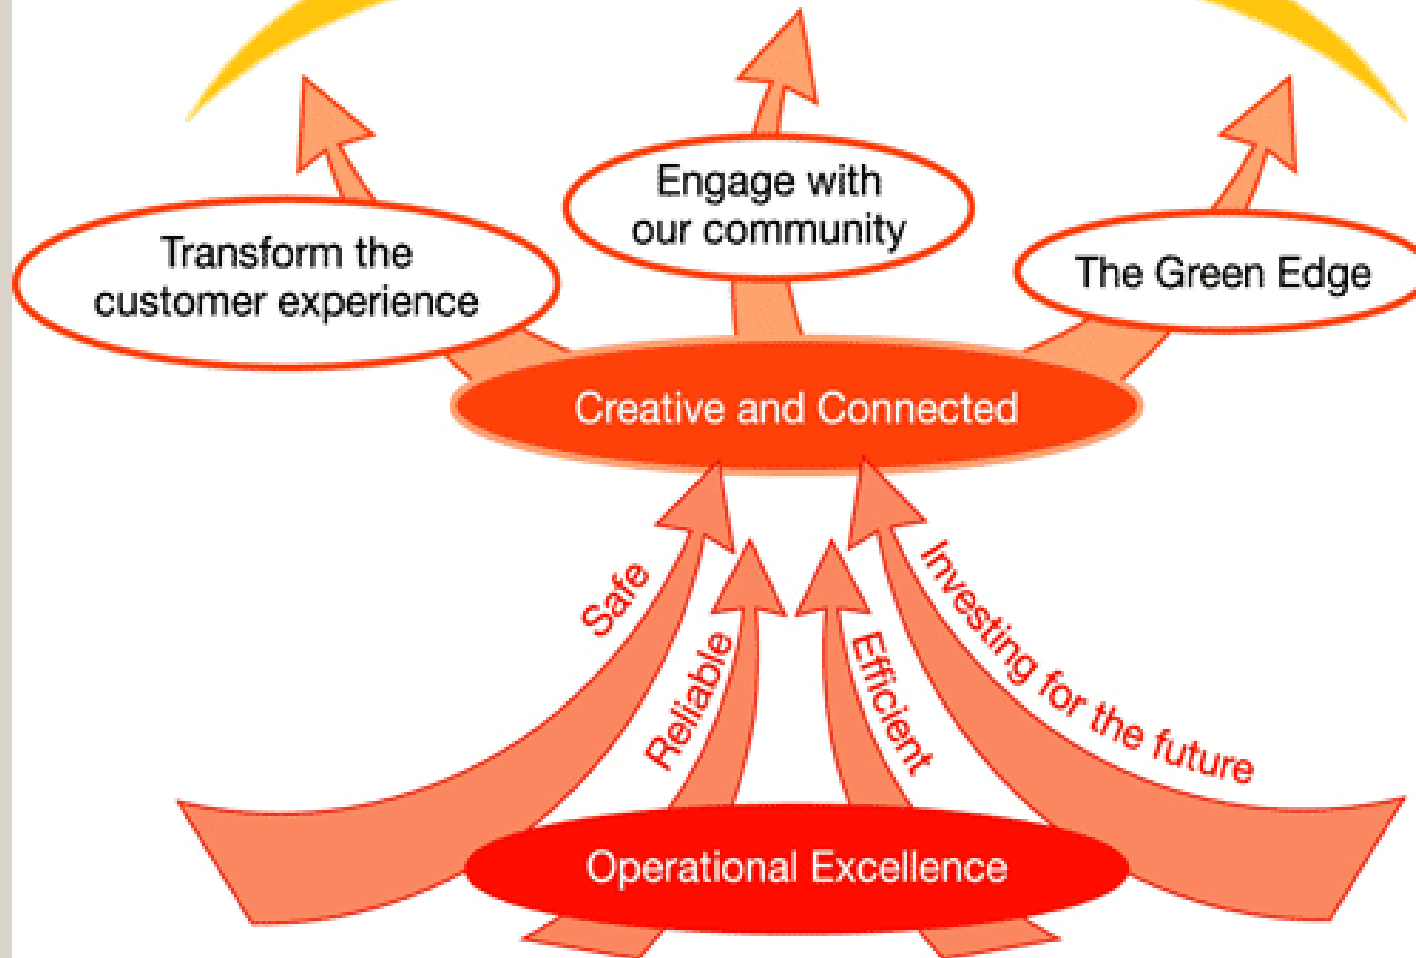 Engage with
our community
Transform the
customer experience
The Green Edge
Creative and Connected
Safe
Reliable
Efficient
Investing for the future
Operational Excellence